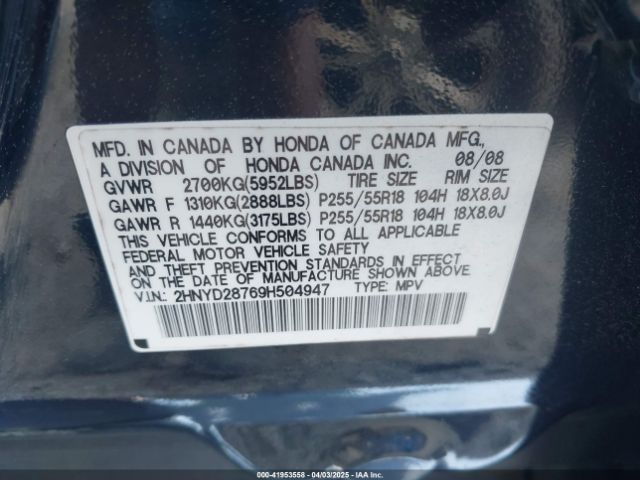 MFD. IN CANADA BY HONDA OF CANADA MFG.,
A DIVISION OF HONDA CANADA INC. 08/08
GVWR 2700KG(5952LBS) TIRE SIZE RIM SIZE
GAWR F 1310KG(2888LBS) P255/55R18 104H 18X8.0J
GAWR R 1440KG(3175LBS) P255/55R18 104H 18X8.0J
THIS VEHICLE CONFORMS TO ALL APPLICABLE
FEDERAL MOTOR VEHICLE SAFETY
AND THEFT PREVENTION STANDARDS IN EFFECT
ON THE DATE OF MANUFACTURE SHOWN ABOVE.
V.I.N.: 2HNYD28769H504947 TYPE: MPV
000-41953558 - 04/03/2025 - IAA Inc.